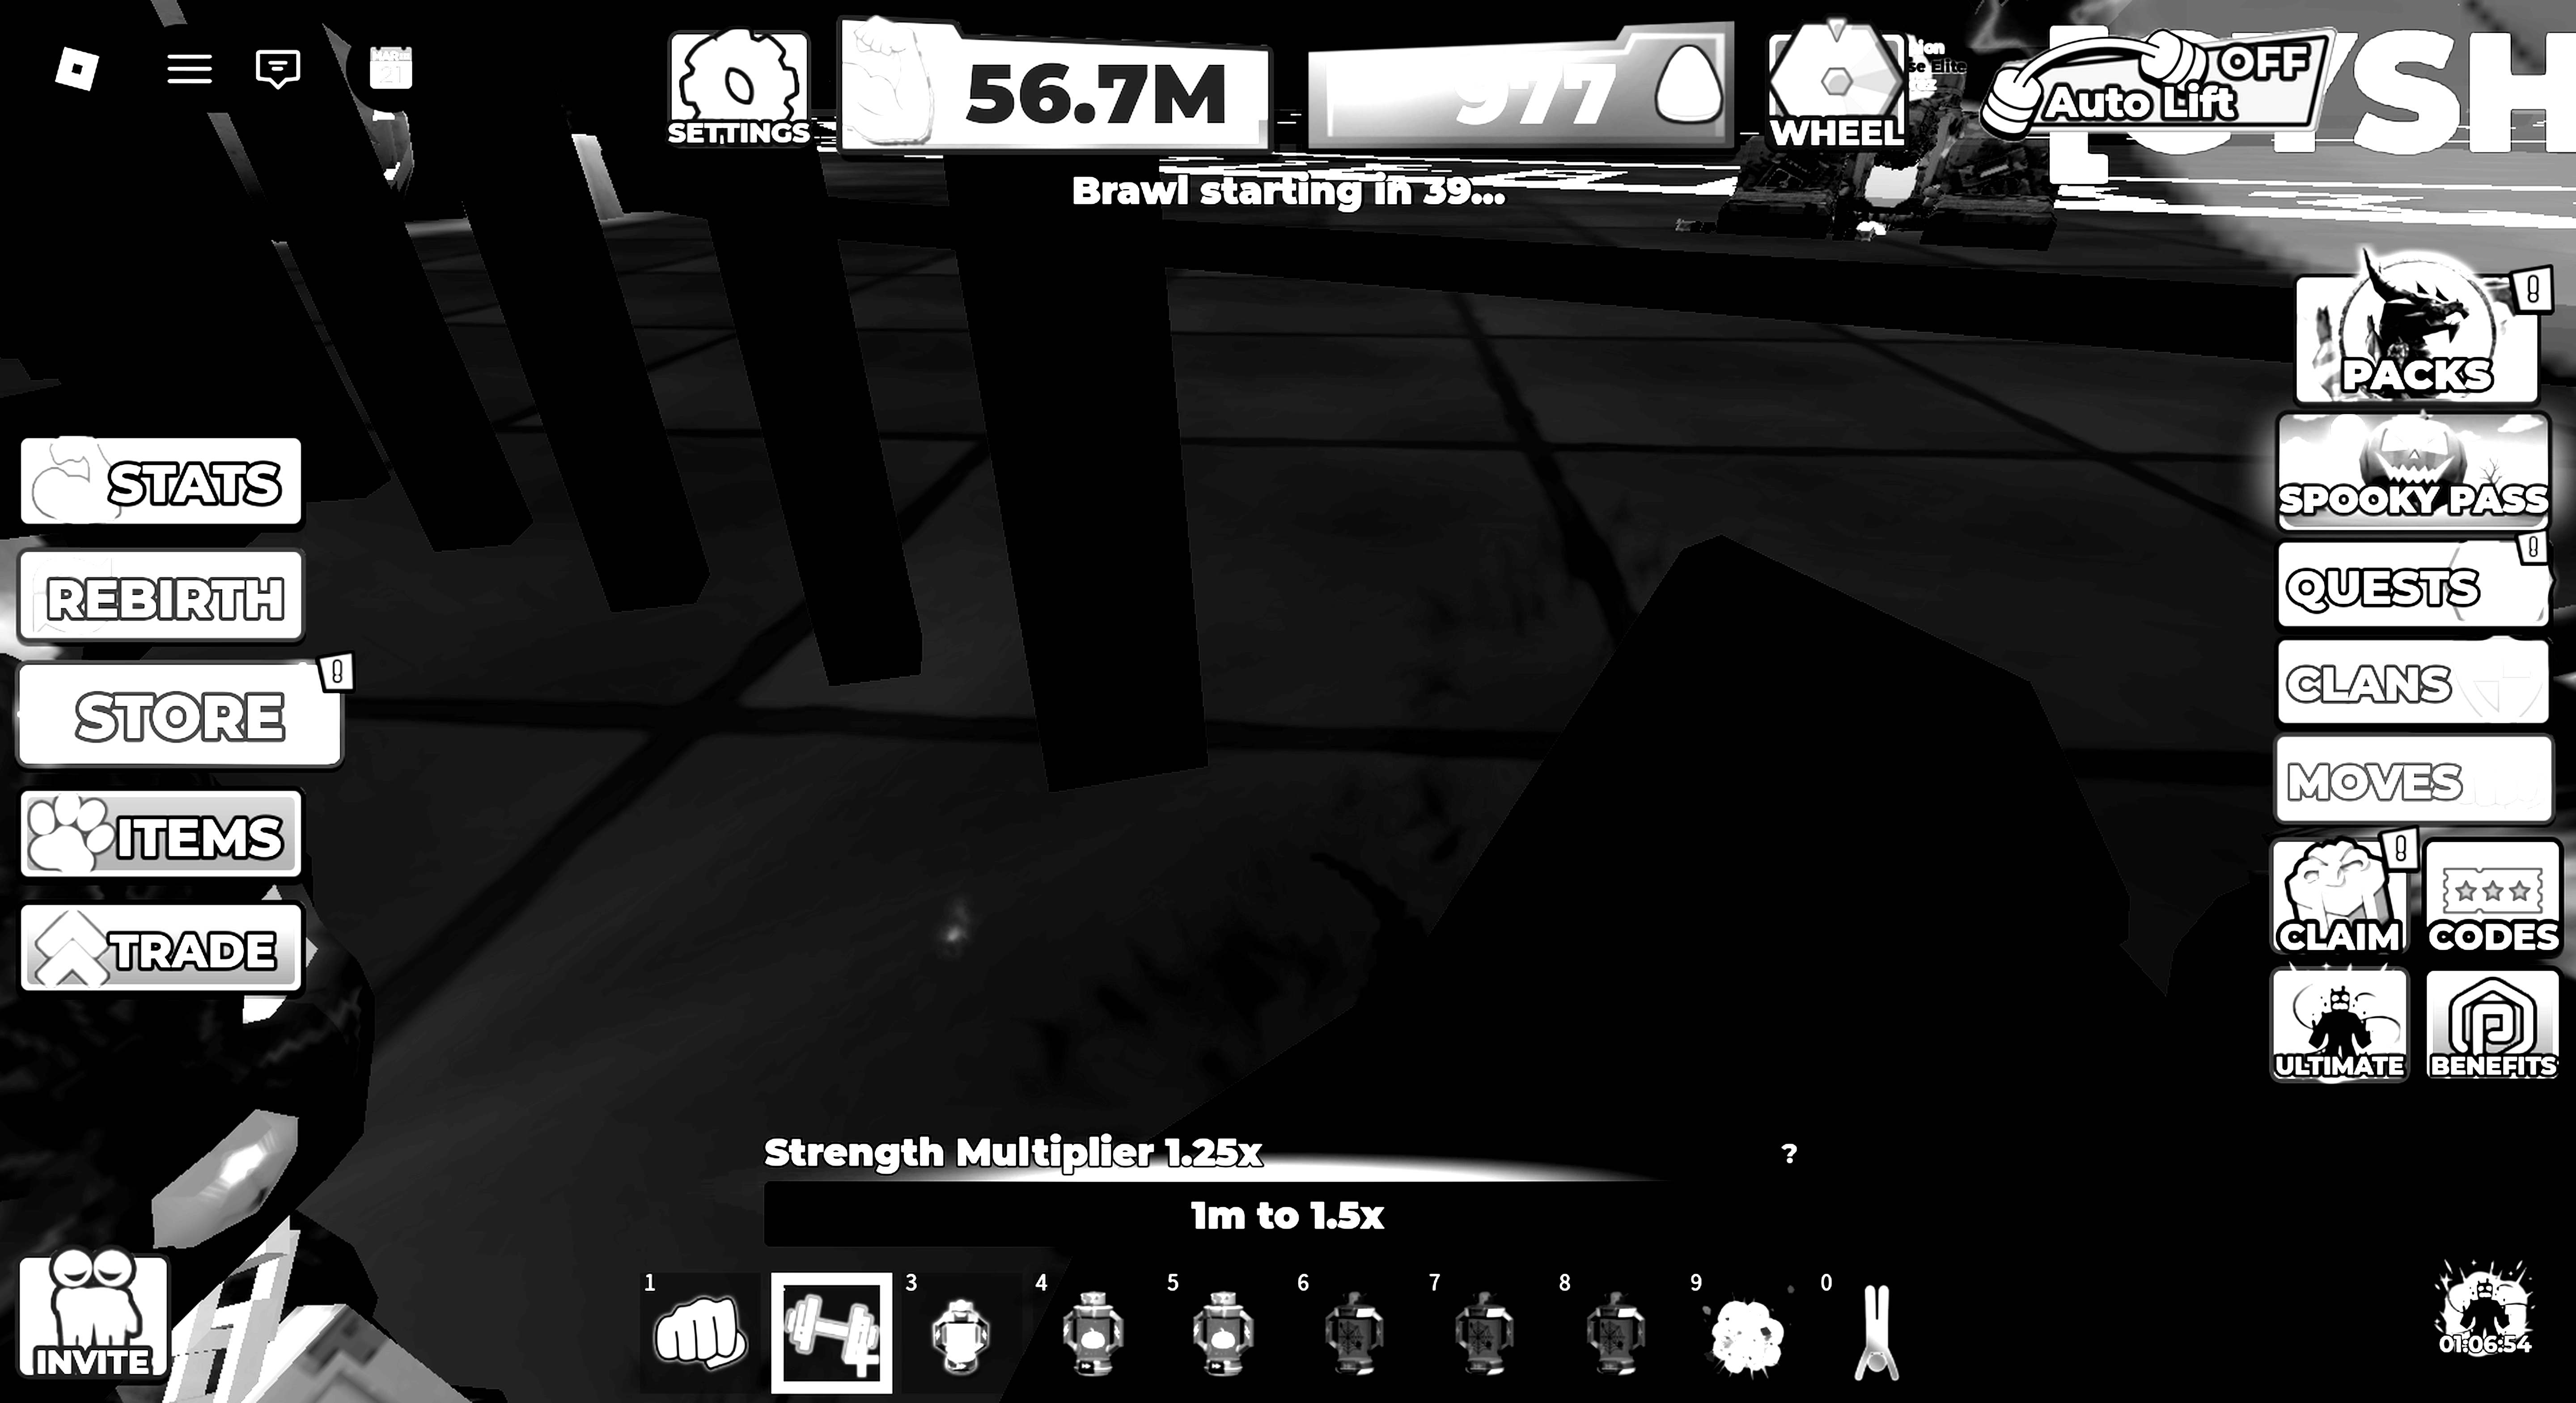 SETTINGS
56.7M
977
WHEEL
OFF
Auto Lift
Brawl starting in 39...
PACKS
SPOOKY PASS
QUESTS
CLANS
MOVES
CLAIM
CODES
ULTIMATE
BENEFITS
STATS
REBIRTH
STORE
ITEMS
TRADE
INVITE
Strength Multiplier 1.25x
?
1m to 1.5x
1
3
4
5
6
7
8
9
0
01:06:54